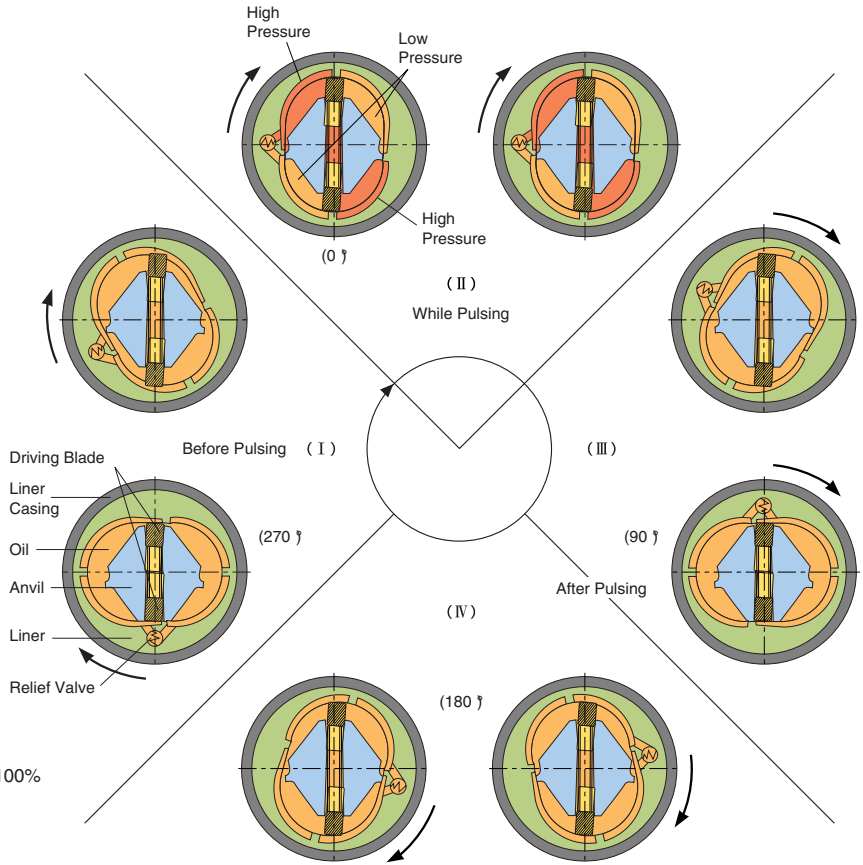 High
Pressure
Low
Pressure
High
Pressure
(0°)
(Ⅱ)
While Pulsing
Before Pulsing (Ⅰ)
(Ⅲ)
Driving Blade
Liner
Casing
(270°)
(90°)
Oil
Anvil
After Pulsing
(Ⅳ)
Liner
Relief Valve
(180°)
100%